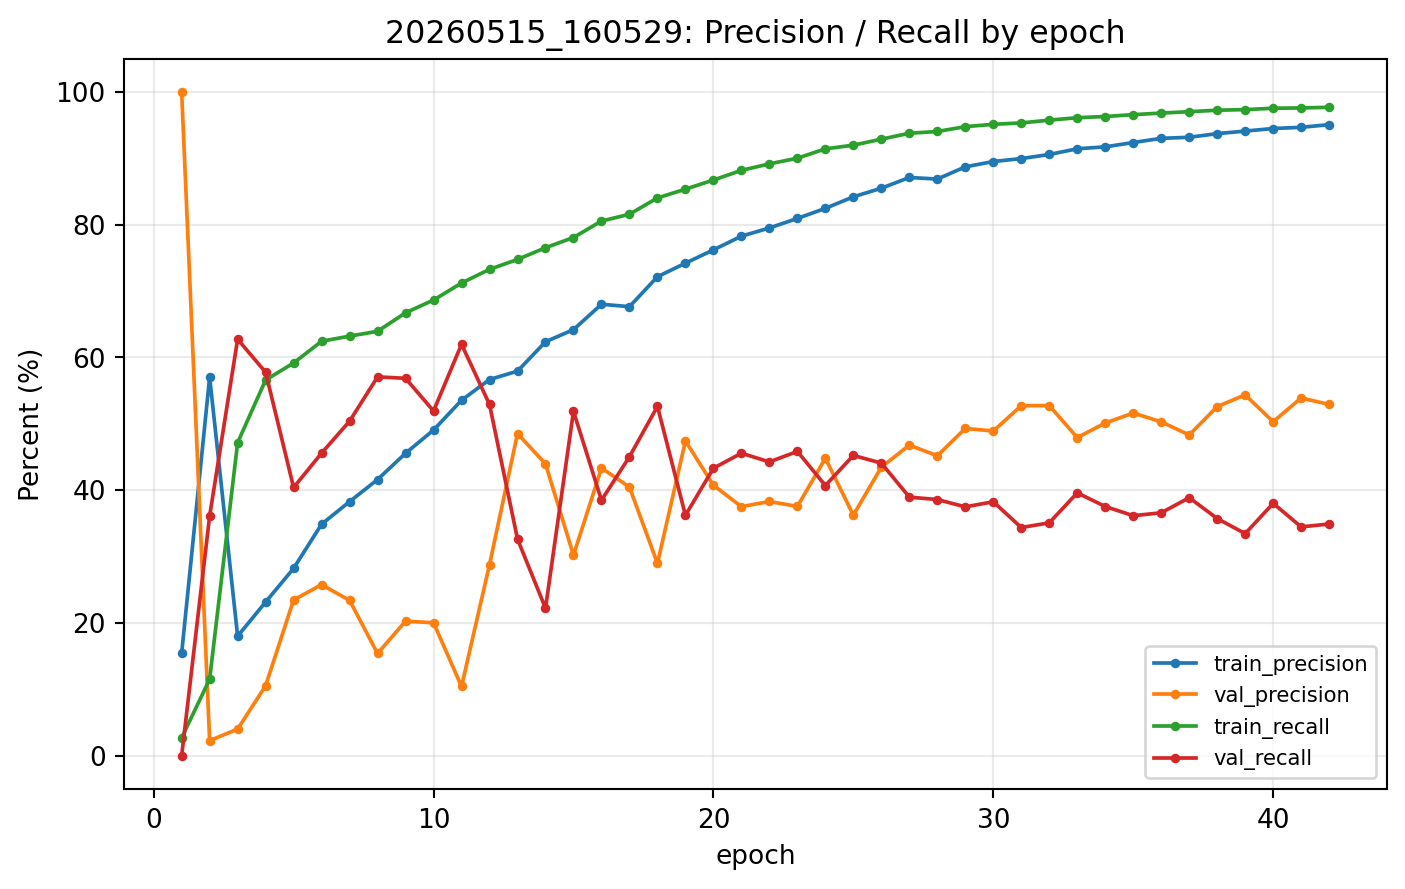 20260515_160529: Precision / Recall by epoch
Percent (%)
100
80
60
40
20
0
0 10 20 30 40
epoch
train_precision
val_precision
train_recall
val_recall